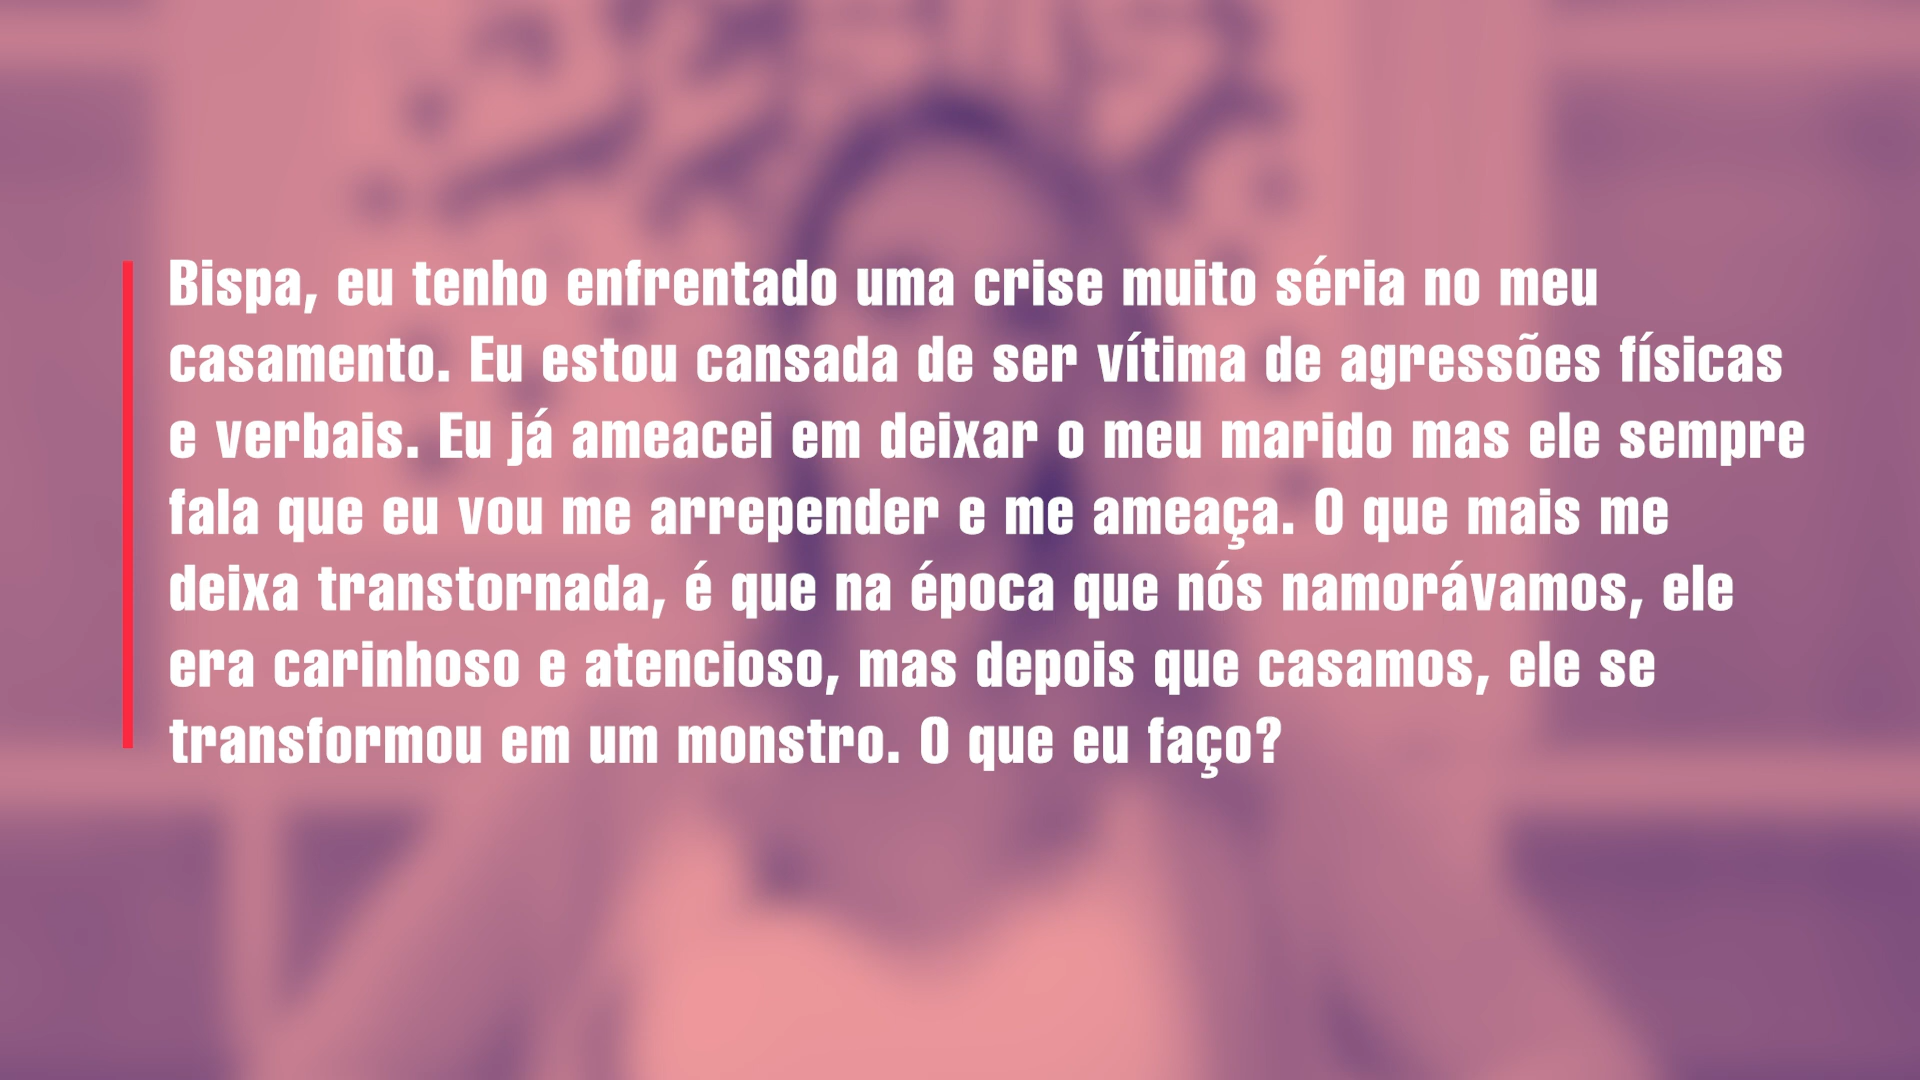 Bispa, eu tenho enfrentado uma crise muito séria no meu
casamento. Eu estou cansada de ser vítima de agressões físicas
e verbais. Eu já ameacei em deixar o meu marido mas ele sempre
fala que eu vou me arrepender e me ameaça. O que mais me
deixa transtornada, é que na época que nós namorávamos, ele
era carinhoso e atencioso, mas depois que casamos, ele se
transformou em um monstro. O que eu faço?